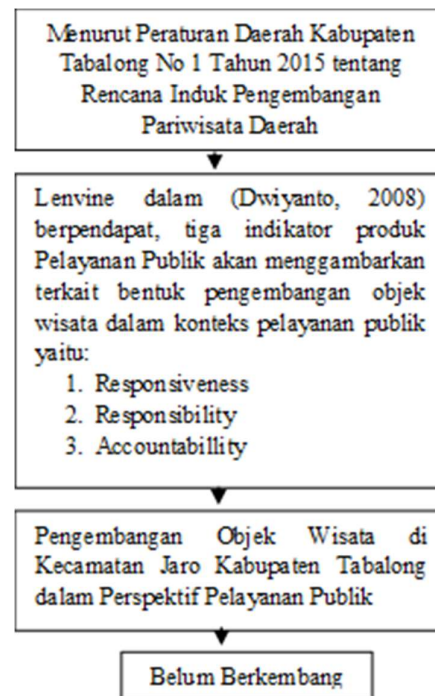 Menurut Peraturan Daerah Kabupaten
Tabalong No 1 Tahun 2015 tentang
Rencana Induk Pengembangan
Pariwisata Daerah
Lenvine dalam (Dwiyanto, 2008)
berpendapat, tiga indikator produk
Pelayanan Publik akan menggambarkan
terkait bentuk pengembangan objek
wisata dalam konteks pelayanan publik
yaitu:
1. Responsiveness
2. Responsibility
3. Accountabillity
Pengembangan Objek Wisata di
Kecamatan Jaro Kabupaten Tabalong
dalam Perspektif Pelayanan Publik
Belum Berkembang